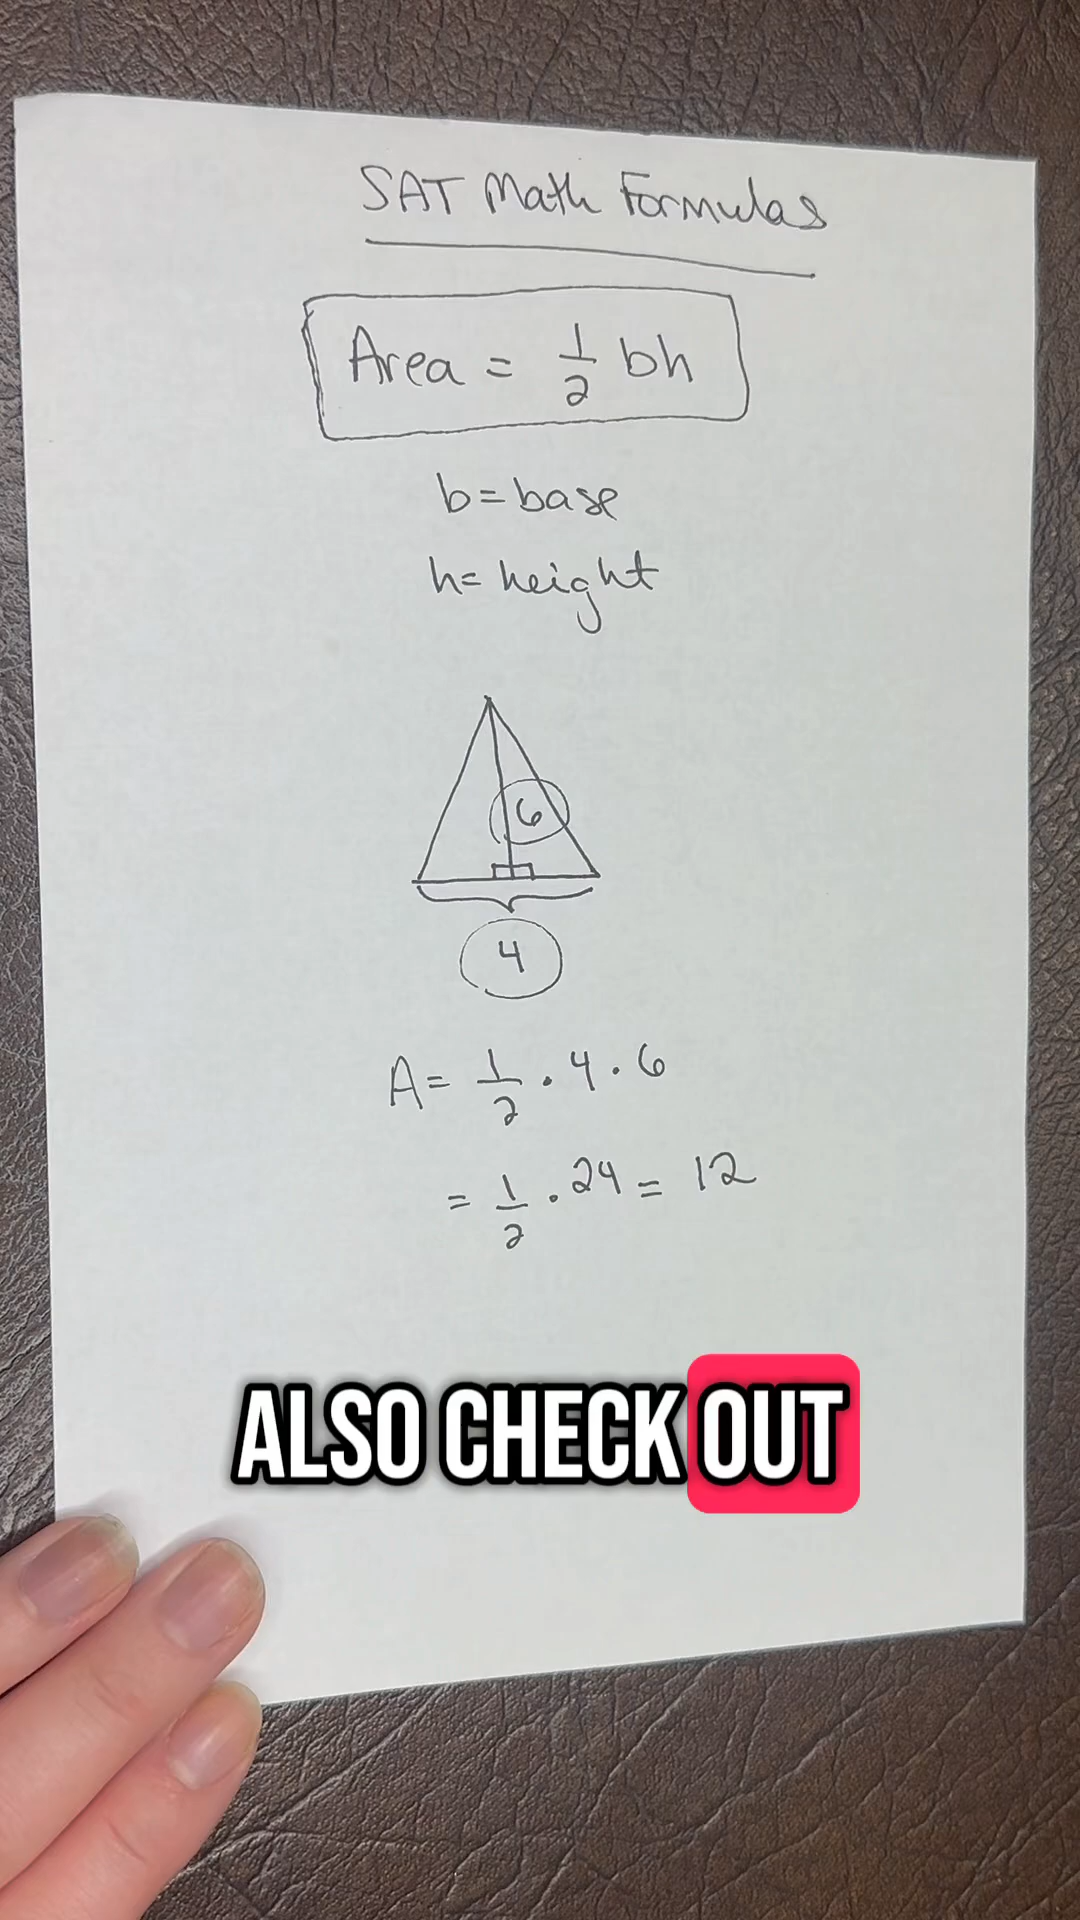 SAT Math Formulas
Area = 1/2 bh
b=base
h=height
6
4
A= 1/2 · 4 · 6
= 1/2 · 24 = 12
ALSO CHECK OUT